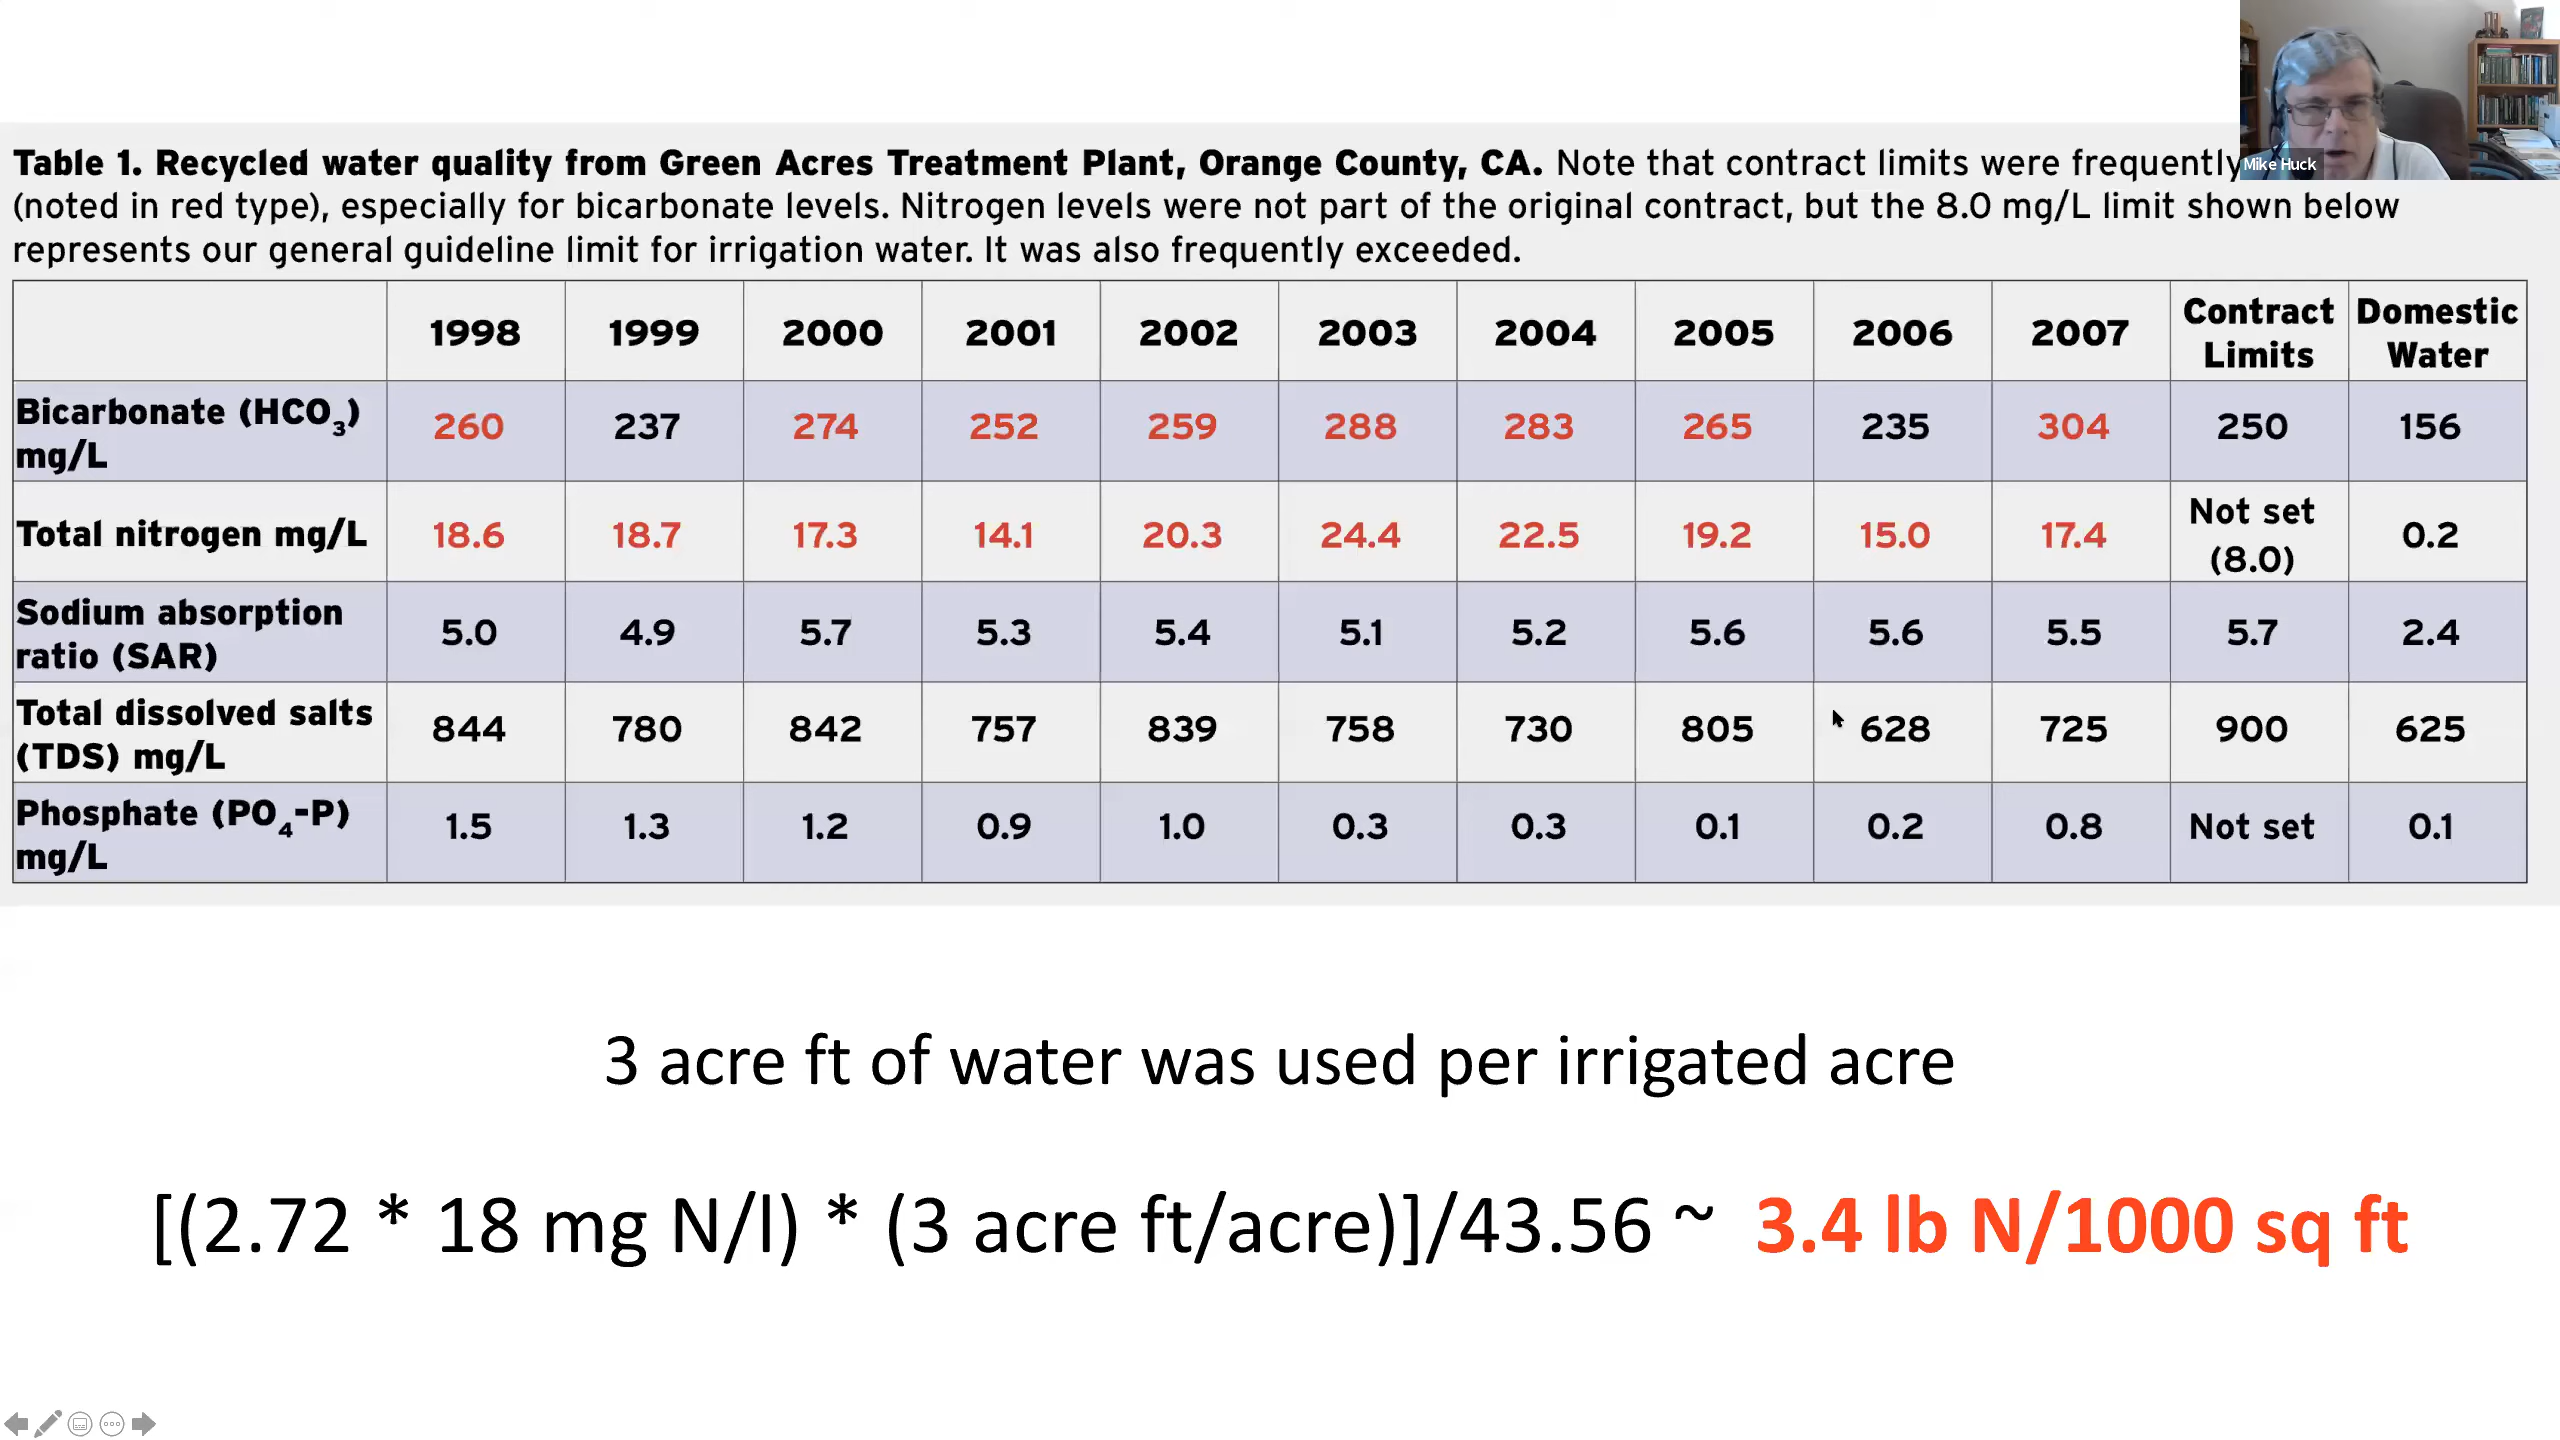 Mike Huck
Table 1. Recycled water quality from Green Acres Treatment Plant, Orange County, CA. Note that contract limits were frequently
(noted in red type), especially for bicarbonate levels. Nitrogen levels were not part of the original contract, but the 8.0 mg/L limit shown below
represents our general guideline limit for irrigation water. It was also frequently exceeded.
1998 1999 2000 2001 2002 2003 2004 2005 2006 2007 Contract Limits Domestic Water
Bicarbonate (HCO₃) mg/L 260 237 274 252 259 288 283 265 235 304 250 156
Total nitrogen mg/L 18.6 18.7 17.3 14.1 20.3 24.4 22.5 19.2 15.0 17.4 Not set (8.0) 0.2
Sodium absorption ratio (SAR) 5.0 4.9 5.7 5.3 5.4 5.1 5.2 5.6 5.6 5.5 5.7 2.4
Total dissolved salts (TDS) mg/L 844 780 842 757 839 758 730 805 628 725 900 625
Phosphate (PO₄-P) mg/L 1.5 1.3 1.2 0.9 1.0 0.3 0.3 0.1 0.2 0.8 Not set 0.1
3 acre ft of water was used per irrigated acre
[(2.72 * 18 mg N/l) * (3 acre ft/acre)]/43.56 ~ 3.4 lb N/1000 sq ft